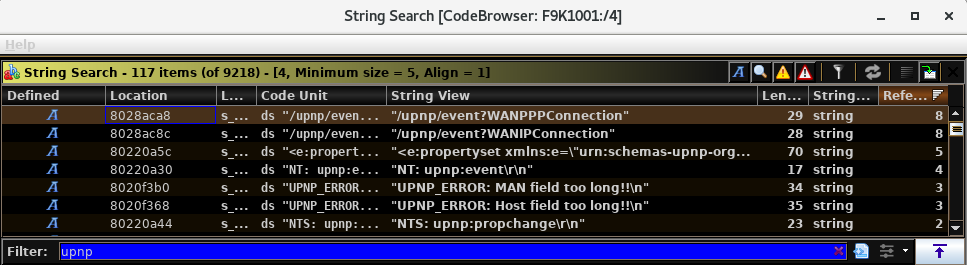 String Search [CodeBrowser: F9K1001:/4]
Help
String Search - 117 items (of 9218) - [4, Minimum size = 5, Align = 1]
Defined Location L... Code Unit String View Len... String... Refe...
A 8028aca8 s_... ds "/upnp/even... "/upnp/event?WANPPPConnection" 29 string 8
A 8028ac8c s_... ds "/upnp/even... "/upnp/event?WANIPConnection" 28 string 8
A 80220a5c s_... ds "<e:propert... "<e:propertyset xmlns:e=\"urn:schemas-upnp-org... 70 string 5
A 80220a30 s_... ds "NT: upnp:e... "NT: upnp:event\r\n" 17 string 4
A 8020f3b0 s_... ds "UPNP_ERROR... "UPNP_ERROR: MAN field too long!!\n" 34 string 3
A 8020f368 s_... ds "UPNP_ERROR... "UPNP_ERROR: Host field too long!!\n" 35 string 3
A 80220a44 s_... ds "NTS: upnp:... "NTS: upnp:propchange\r\n" 23 string 2
Filter: upnp